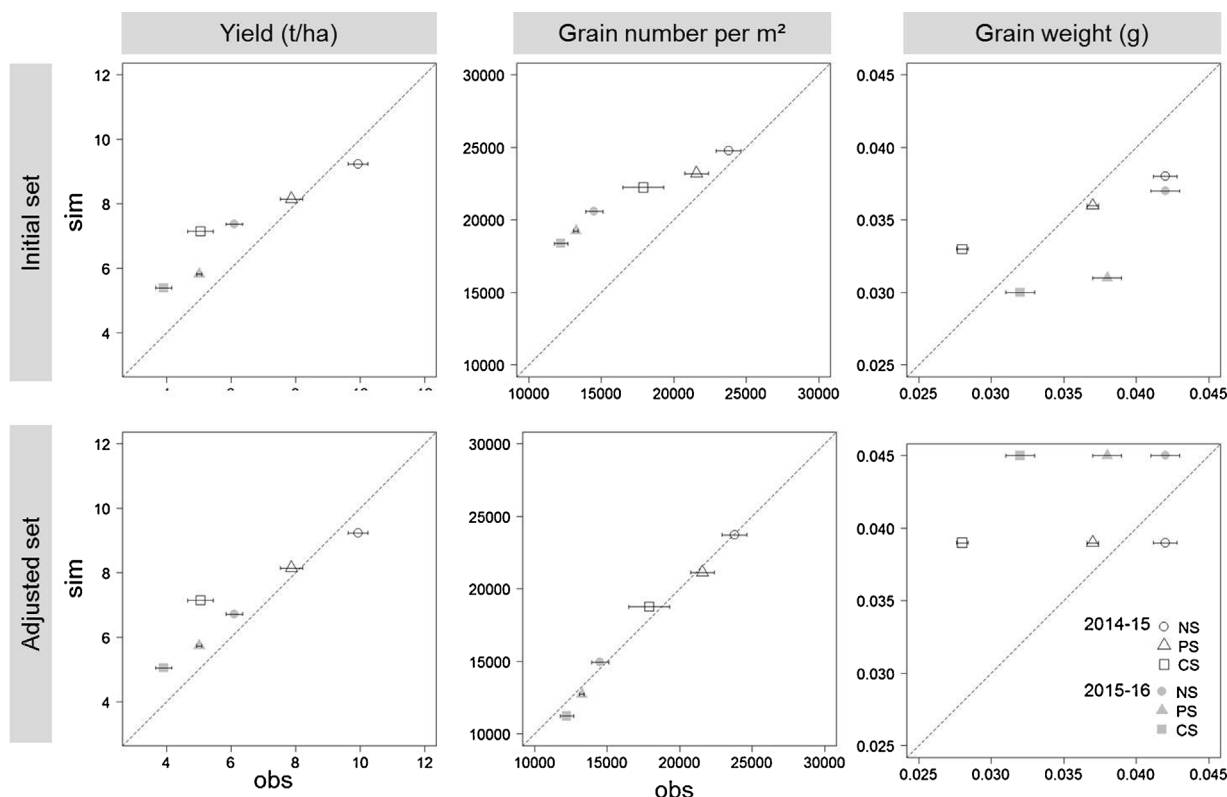 Yield (t/ha)
Grain number per m²
Grain weight (g)
Initial set
sim
12
10
8
6
4
4 6 8 10 12
30000
25000
20000
15000
10000
10000 15000 20000 25000 30000
0.045
0.040
0.035
0.030
0.025
0.025 0.030 0.035 0.040 0.045
Adjusted set
sim
12
10
8
6
4
4 6 8 10 12
obs
30000
25000
20000
15000
10000
10000 15000 20000 25000 30000
obs
0.045
0.040
0.035
0.030
0.025
0.025 0.030 0.035 0.040 0.045
2014-15 NS
PS
CS
2015-16 NS
PS
CS